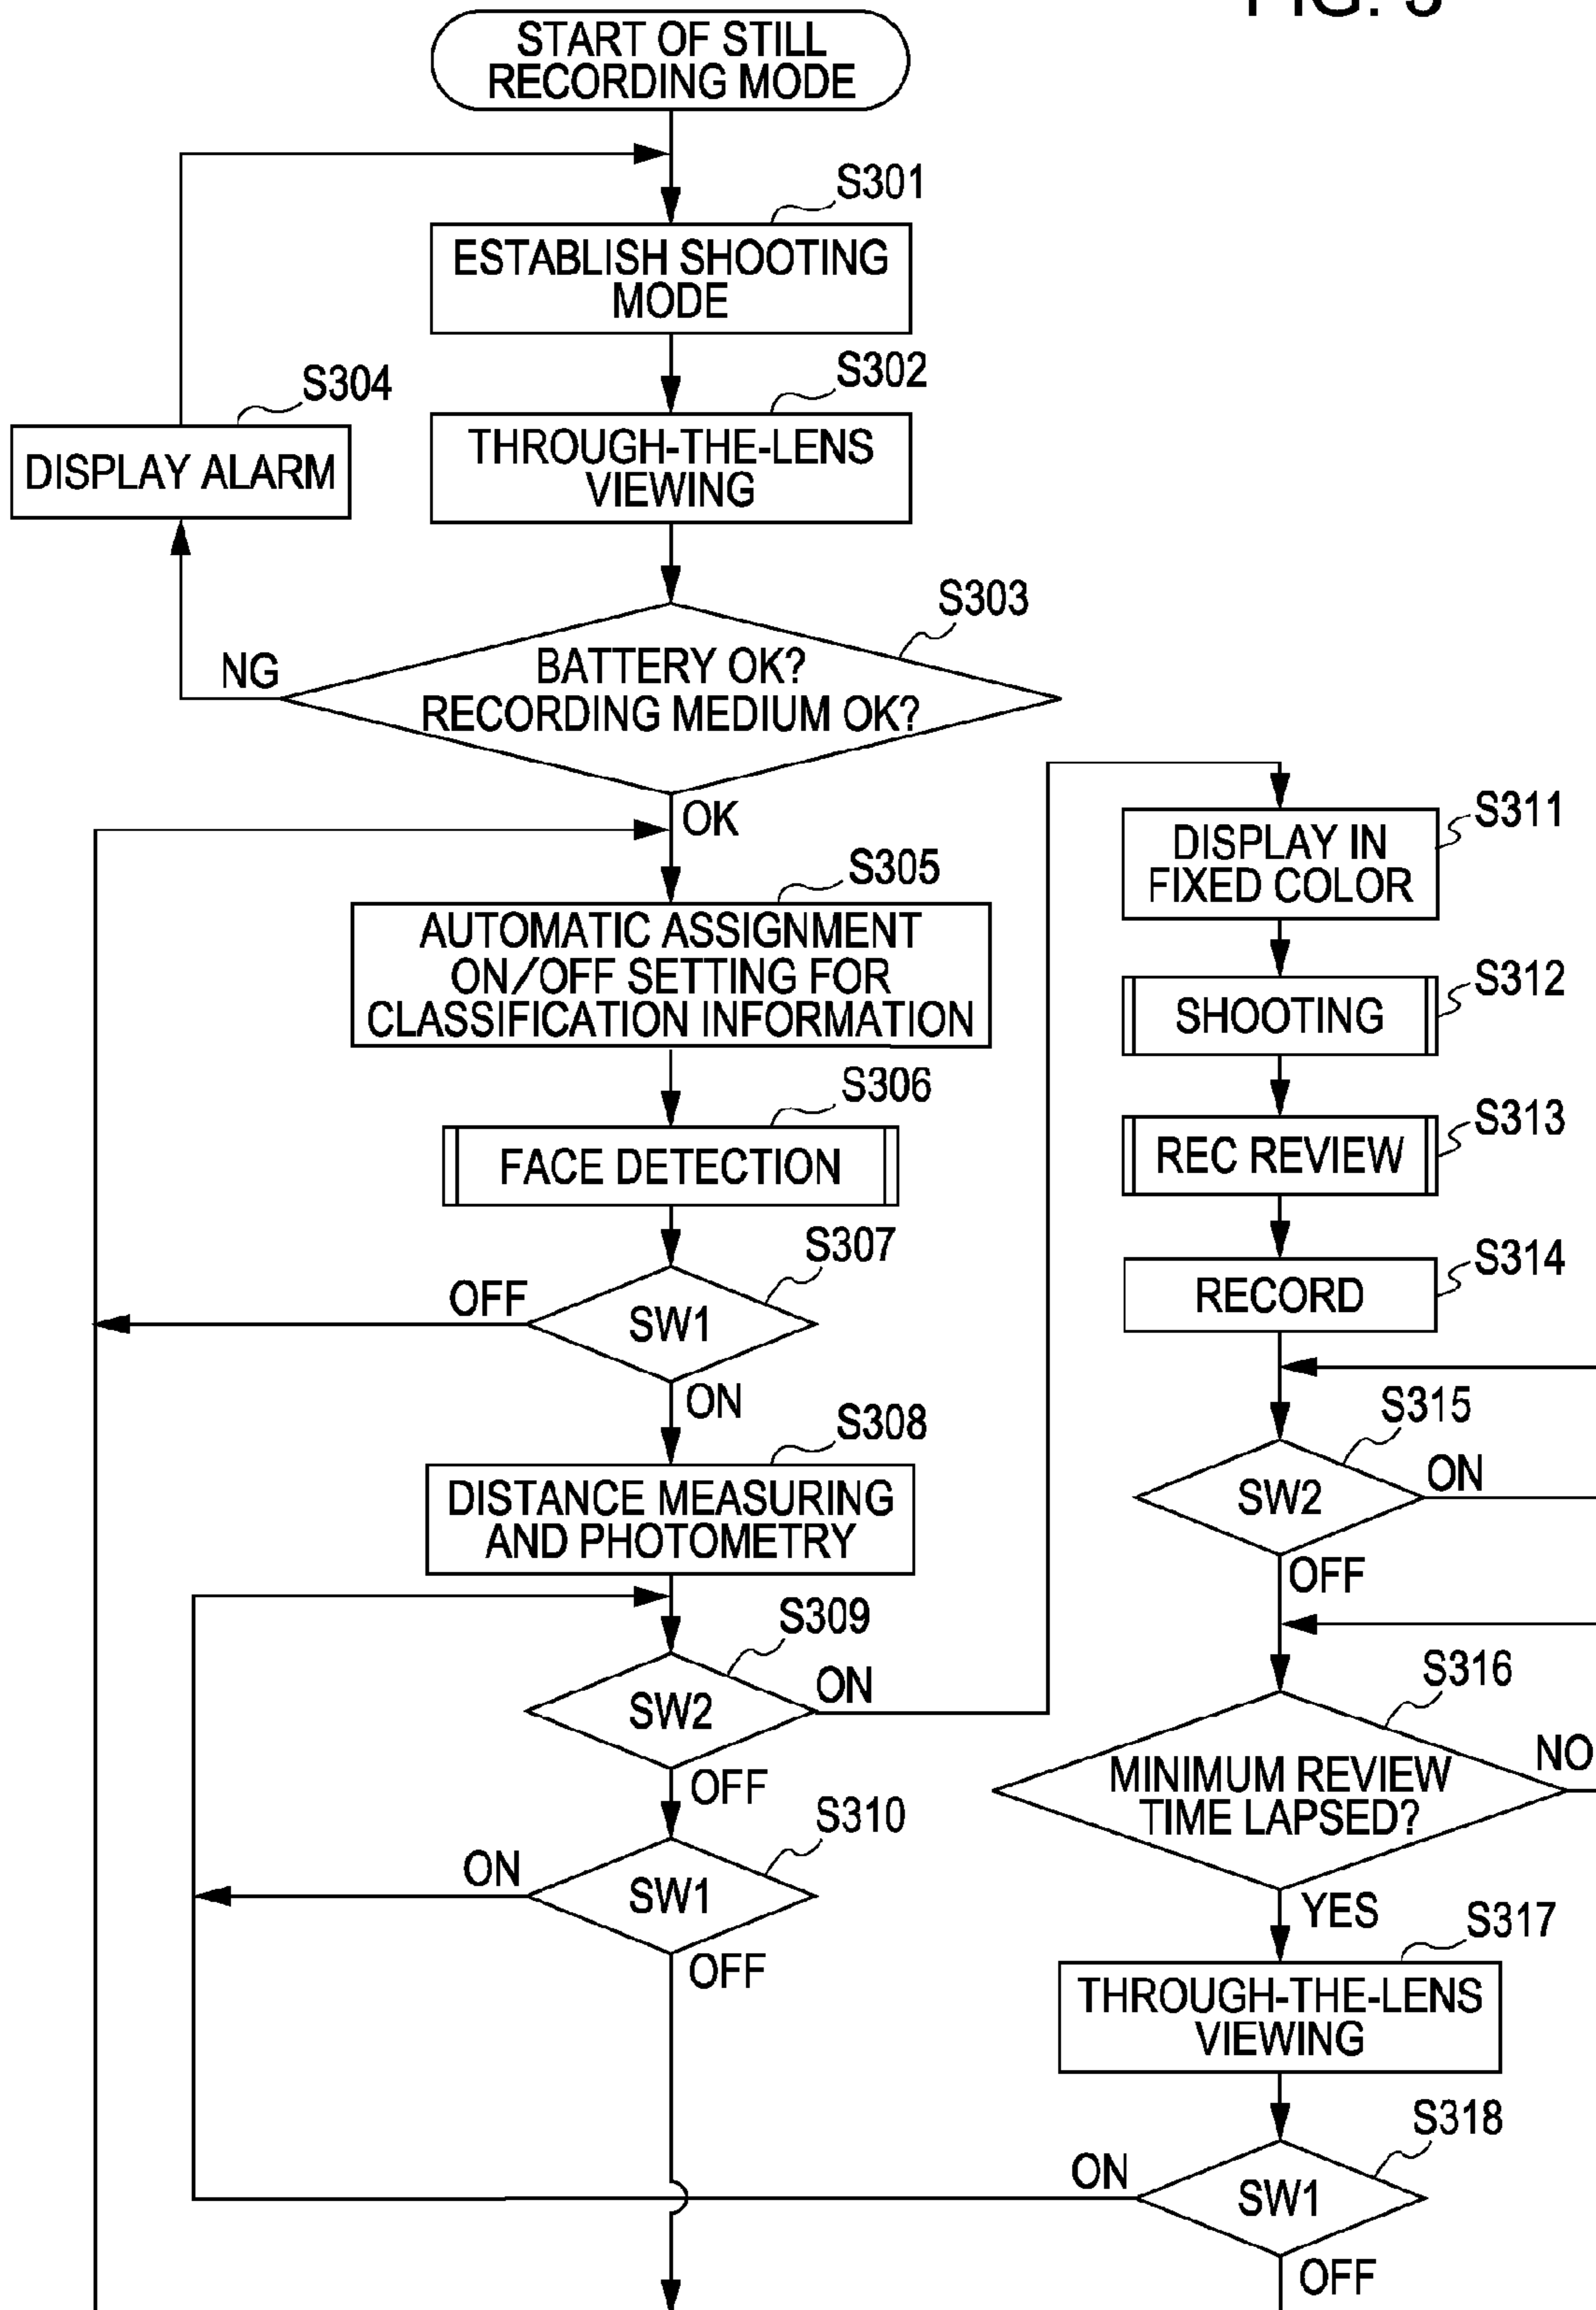 START OF STILL
RECORDING MODE
S301
ESTABLISH SHOOTING
MODE
S302
THROUGH-THE-LENS
VIEWING
S304
DISPLAY ALARM
S303
NG
BATTERY OK?
RECORDING MEDIUM OK?
OK
S305
AUTOMATIC ASSIGNMENT
ON/OFF SETTING FOR
CLASSIFICATION INFORMATION
S306
FACE DETECTION
S307
OFF
SW1
ON
S308
DISTANCE MEASURING
AND PHOTOMETRY
S309
SW2
ON
OFF
S310
ON
SW1
OFF
S311
DISPLAY IN
FIXED COLOR
S312
SHOOTING
S313
REC REVIEW
S314
RECORD
S315
SW2
ON
OFF
S316
MINIMUM REVIEW
TIME LAPSED?
NO
YES
S317
THROUGH-THE-LENS
VIEWING
S318
ON
SW1
OFF